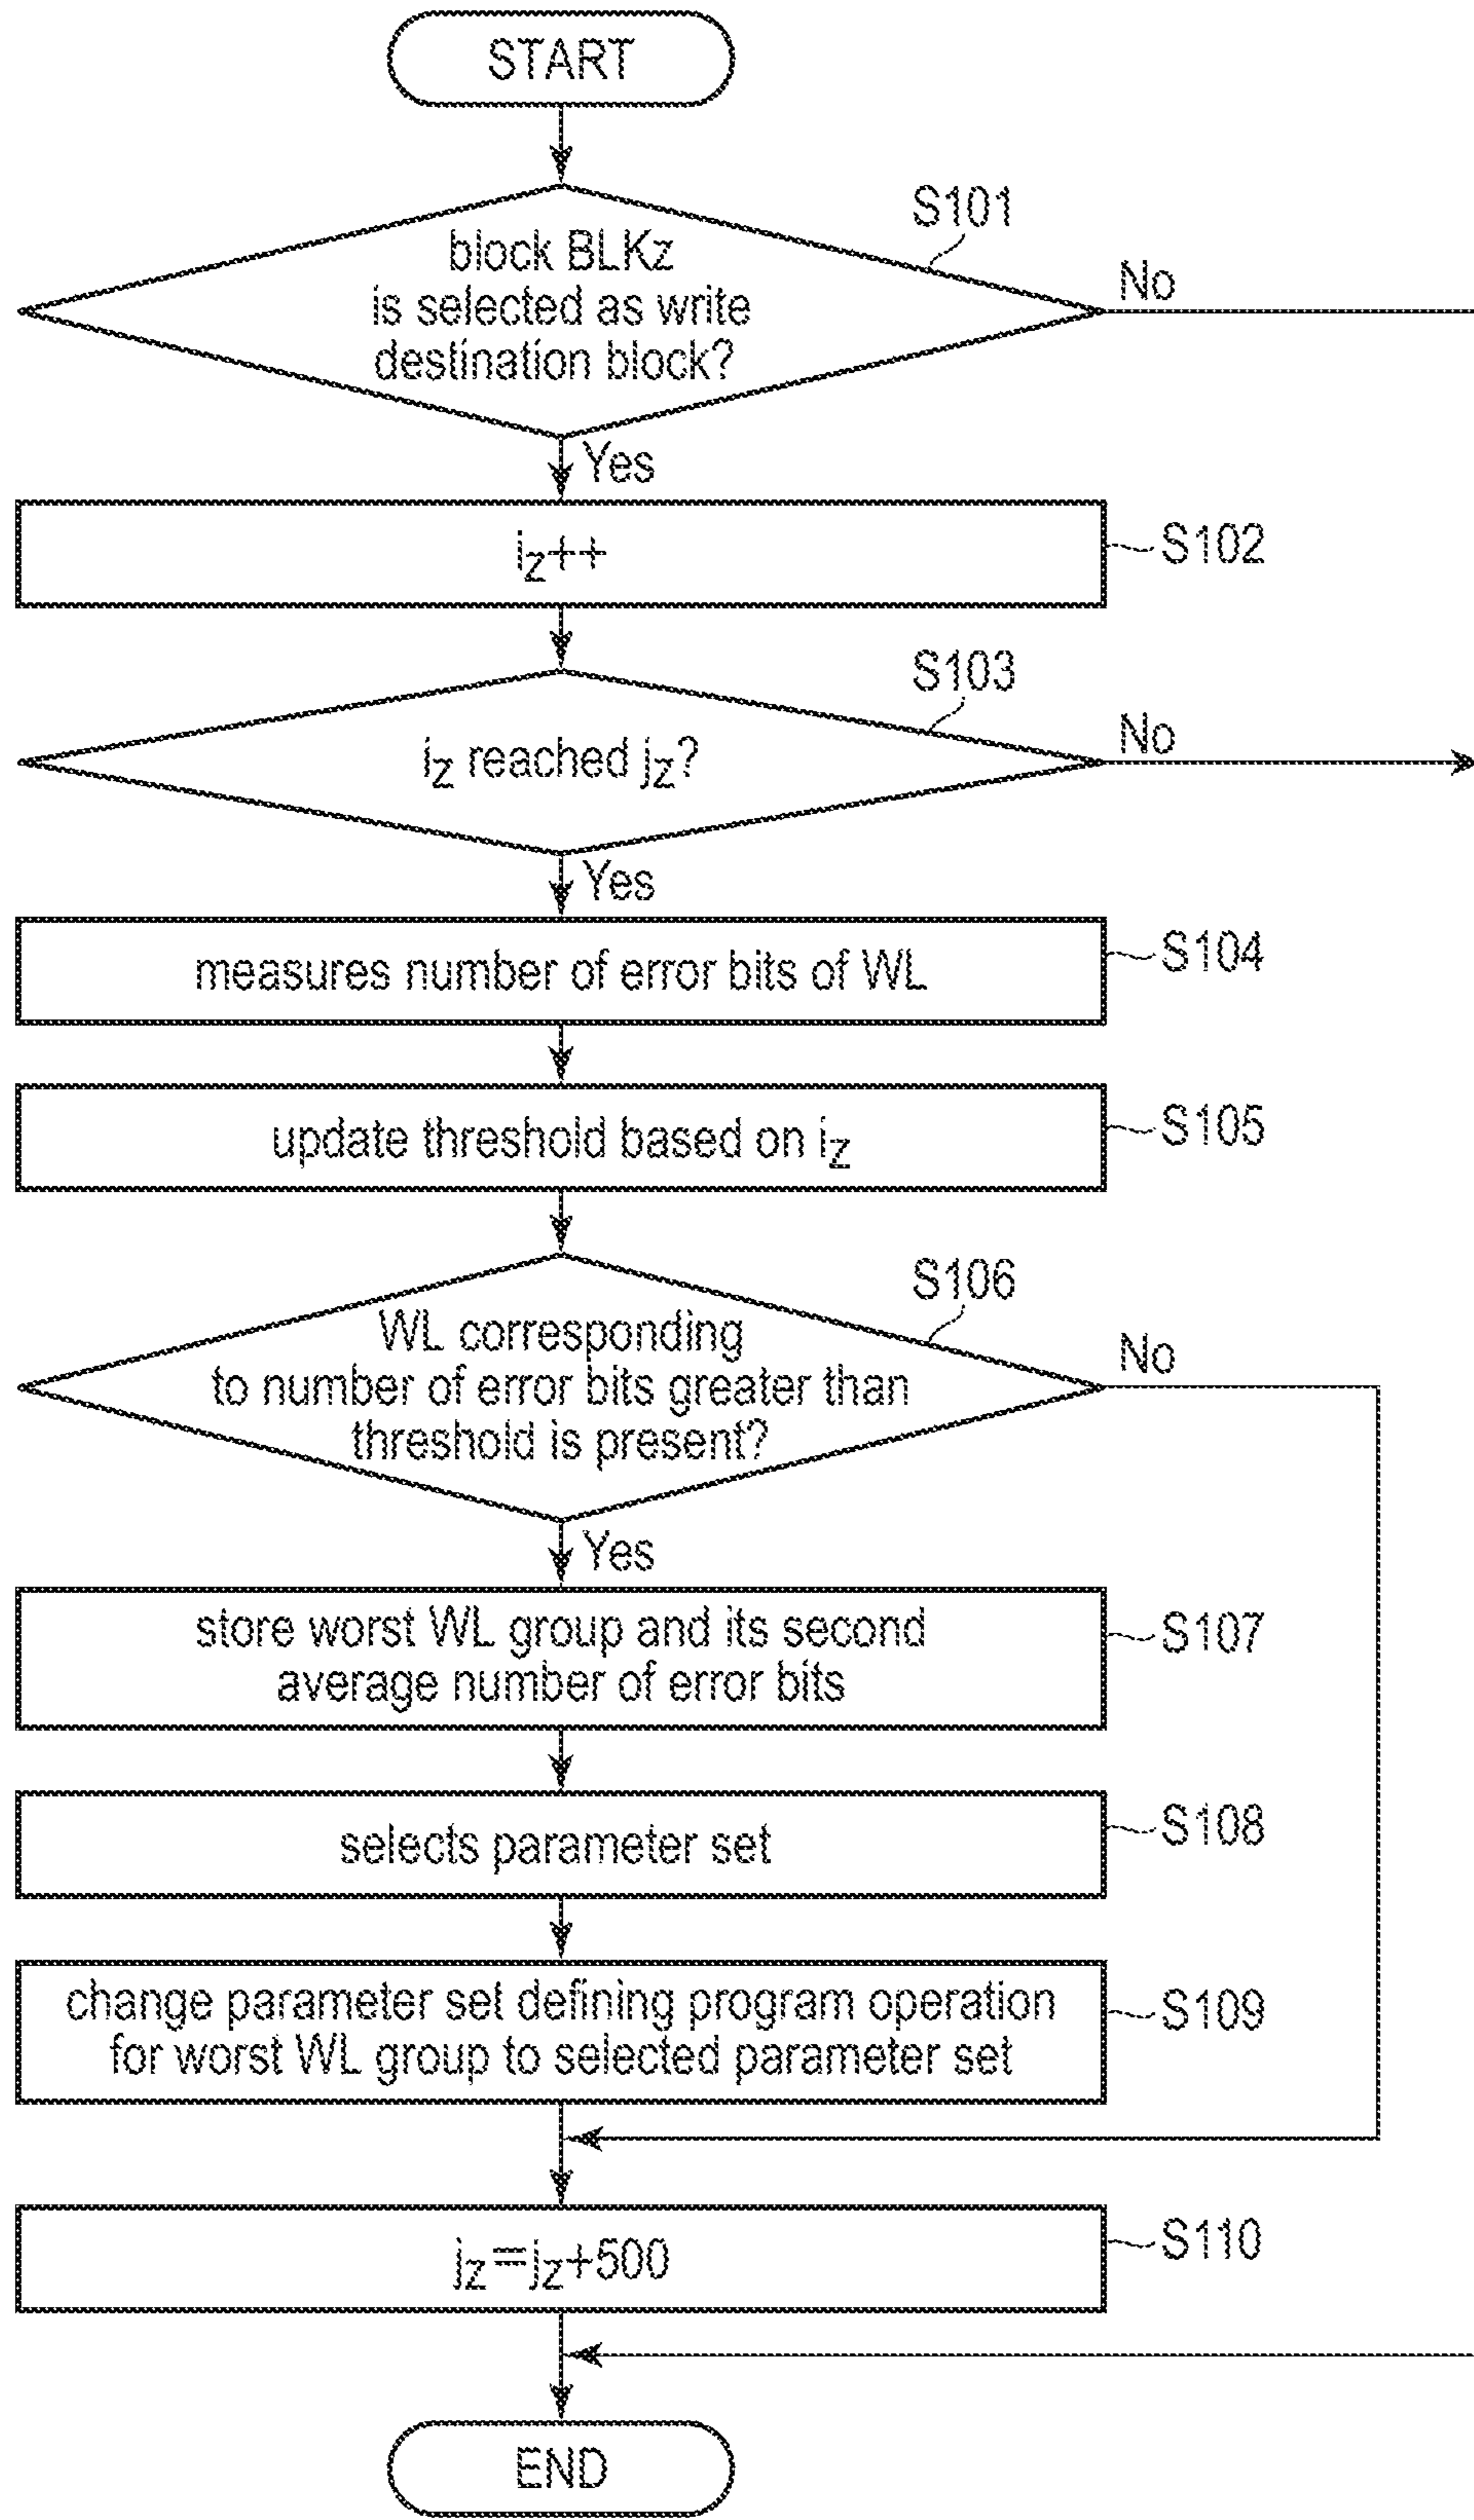 START
S101
block BLKz
is selected as write
destination block?
No
Yes
iz++
S102
S103
iz reached jz?
No
Yes
measures number of error bits of WL
S104
update threshold based on iz
S105
S106
WL corresponding
to number of error bits greater than
threshold is present?
No
Yes
store worst WL group and its second
average number of error bits
S107
selects parameter set
S108
change parameter set defining program operation
for worst WL group to selected parameter set
S109
jz=jz+500
S110
END